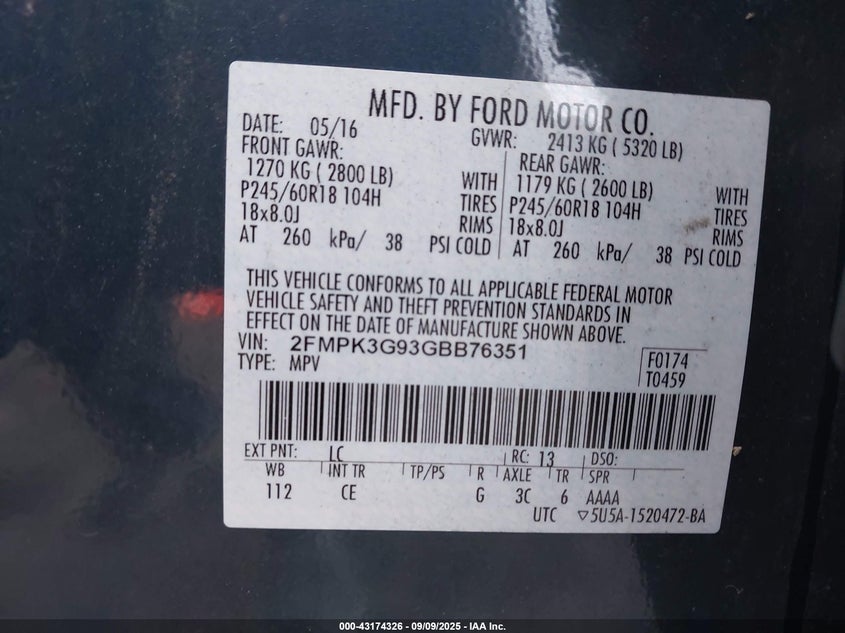 MFD. BY FORD MOTOR CO.
DATE: 05/16 GVWR: 2413 KG ( 5320 LB)
FRONT GAWR: REAR GAWR:
1270 KG ( 2800 LB) WITH 1179 KG ( 2600 LB) WITH
P245/60R18 104H TIRES P245/60R18 104H TIRES
18x8.0J RIMS 18x8.0J RIMS
AT 260 kPa/ 38 PSI COLD AT 260 kPa/ 38 PSI COLD
THIS VEHICLE CONFORMS TO ALL APPLICABLE FEDERAL MOTOR
VEHICLE SAFETY AND THEFT PREVENTION STANDARDS IN
EFFECT ON THE DATE OF MANUFACTURE SHOWN ABOVE.
VIN: 2FMPK3G93GBB76351
TYPE: MPV
F0174
T0459
EXT PNT: LC RC: 13 DSO:
WB INT TR TP/PS R AXLE TR SPR
112 CE G 3C 6 AAAA
UTC ▽5U5A-1520472-BA
000-43174326 - 09/09/2025 - IAA Inc.